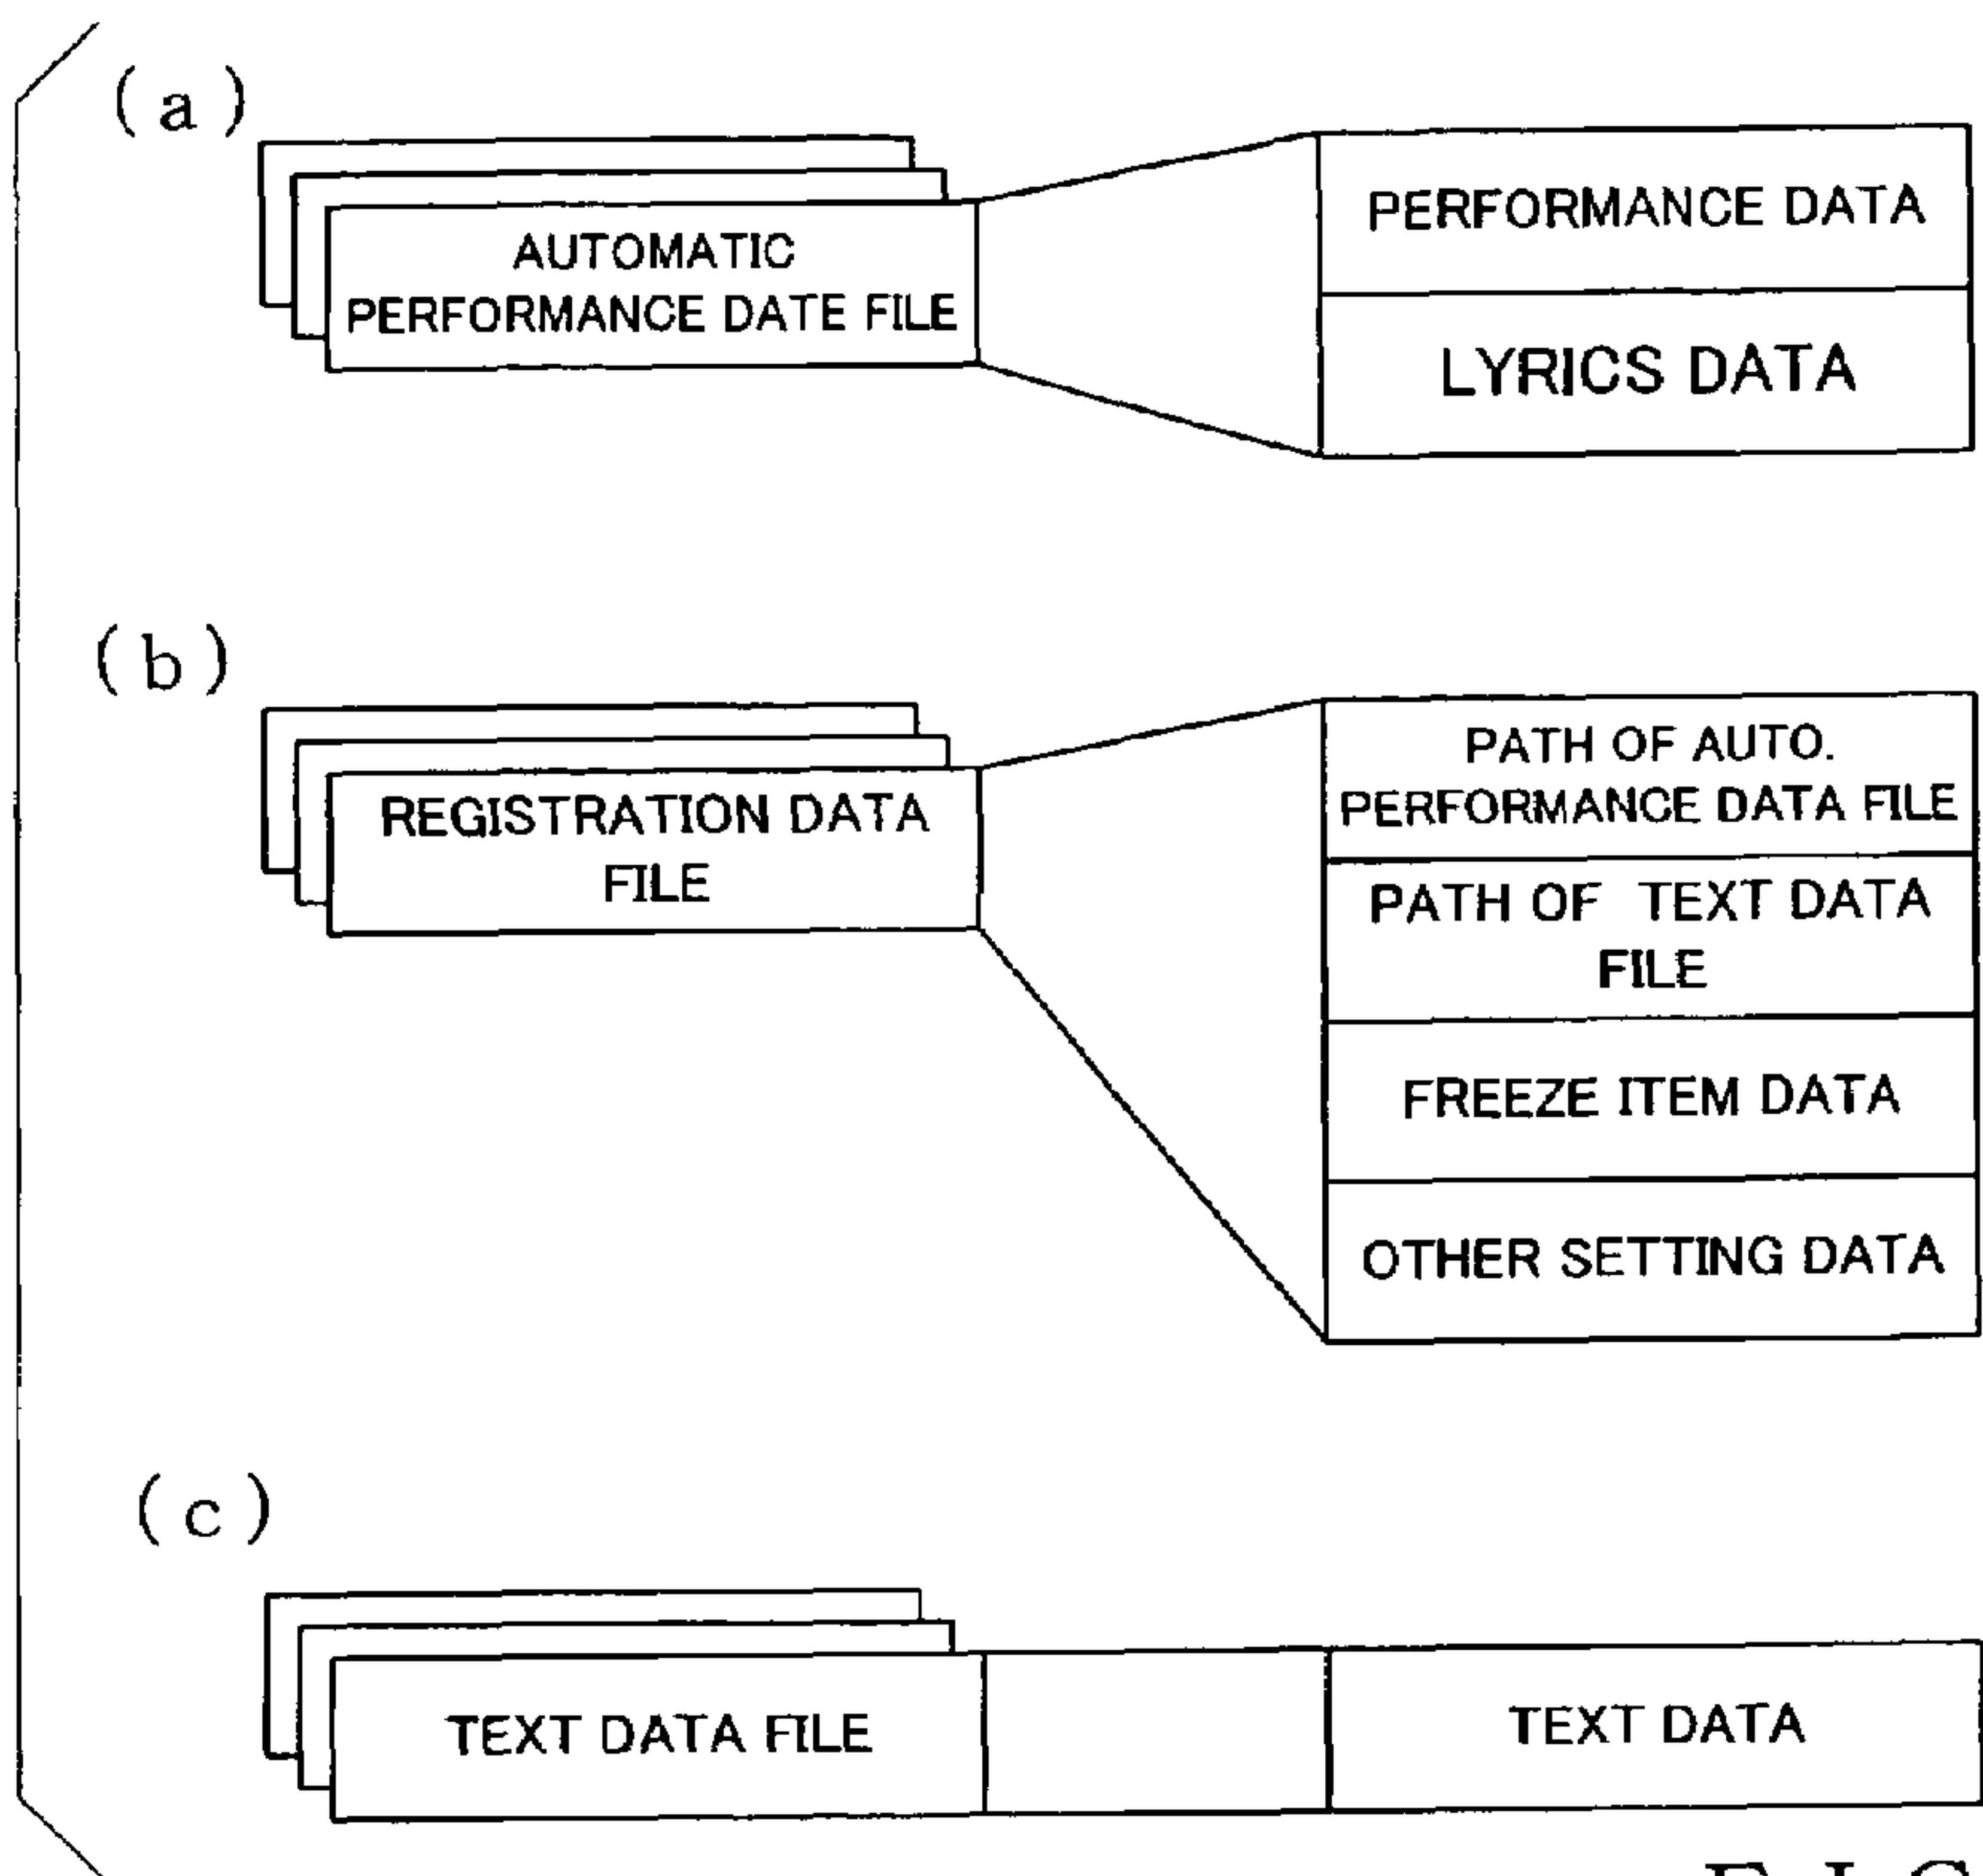 (a)
AUTOMATIC
PERFORMANCE DATE FILE
PERFORMANCE DATA
LYRICS DATA
(b)
REGISTRATION DATA
FILE
PATH OF AUTO.
PERFORMANCE DATA FILE
PATH OF TEXT DATA
FILE
FREEZE ITEM DATA
OTHER SETTING DATA
(c)
TEXT DATA FILE
TEXT DATA